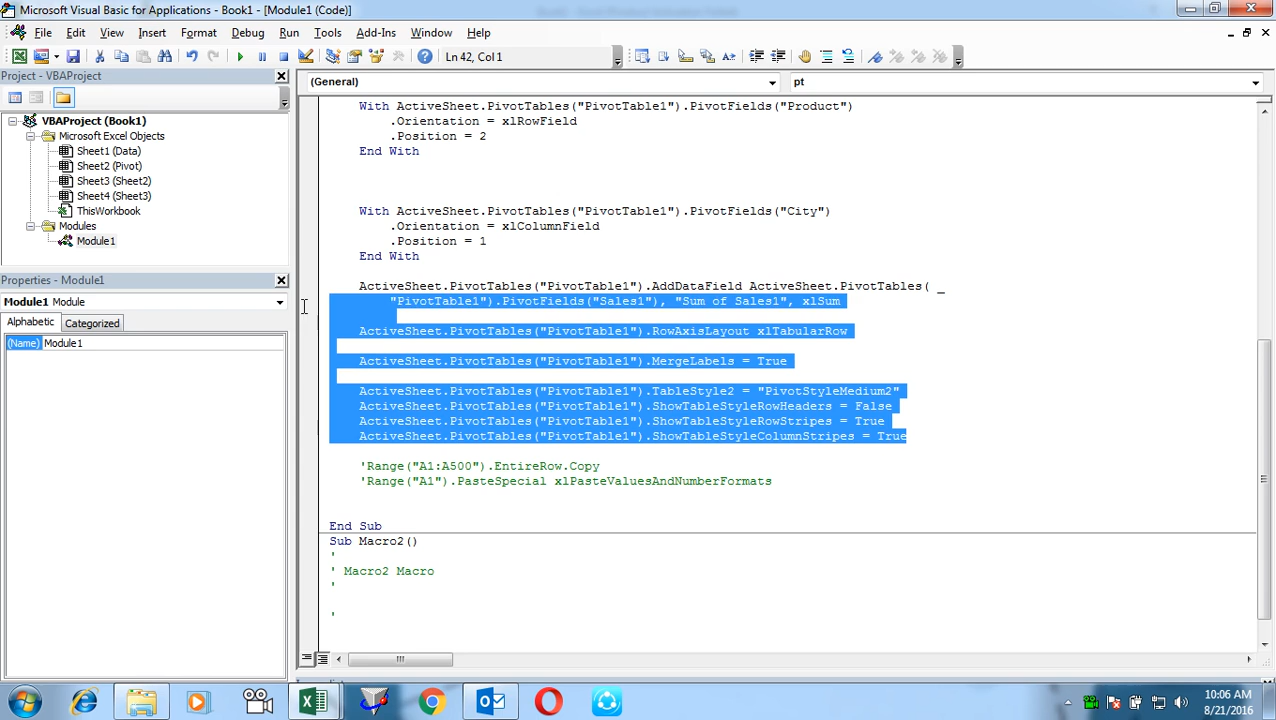 Microsoft Visual Basic for Applications - Book1 - [Module1 (Code)]
File Edit View Insert Format Debug Run Tools Add-Ins Window Help
Ln 42, Col 1
Project - VBAProject
(General)
pt
VBAProject (Book1)
Microsoft Excel Objects
Sheet1 (Data)
Sheet2 (Pivot)
Sheet3 (Sheet2)
Sheet4 (Sheet3)
ThisWorkbook
Modules
Module1
Properties - Module1
Module1 Module
Alphabetic Categorized
(Name) Module1
With ActiveSheet.PivotTables("PivotTable1").PivotFields("Product")
.Orientation = xlRowField
.Position = 2
End With
With ActiveSheet.PivotTables("PivotTable1").PivotFields("City")
.Orientation = xlColumnField
.Position = 1
End With
ActiveSheet.PivotTables("PivotTable1").AddDataField ActiveSheet.PivotTables( _
"PivotTable1").PivotFields("Sales1"), "Sum of Sales1", xlSum
ActiveSheet.PivotTables("PivotTable1").RowAxisLayout xlTabularRow
ActiveSheet.PivotTables("PivotTable1").MergeLabels = True
ActiveSheet.PivotTables("PivotTable1").TableStyle2 = "PivotStyleMedium2"
ActiveSheet.PivotTables("PivotTable1").ShowTableStyleRowHeaders = False
ActiveSheet.PivotTables("PivotTable1").ShowTableStyleRowStripes = True
ActiveSheet.PivotTables("PivotTable1").ShowTableStyleColumnStripes = True
'Range("A1:A500").EntireRow.Copy
'Range("A1").PasteSpecial xlPasteValuesAndNumberFormats
End Sub
Sub Macro2()
'
' Macro2 Macro
'
'
10:06 AM
8/21/2016